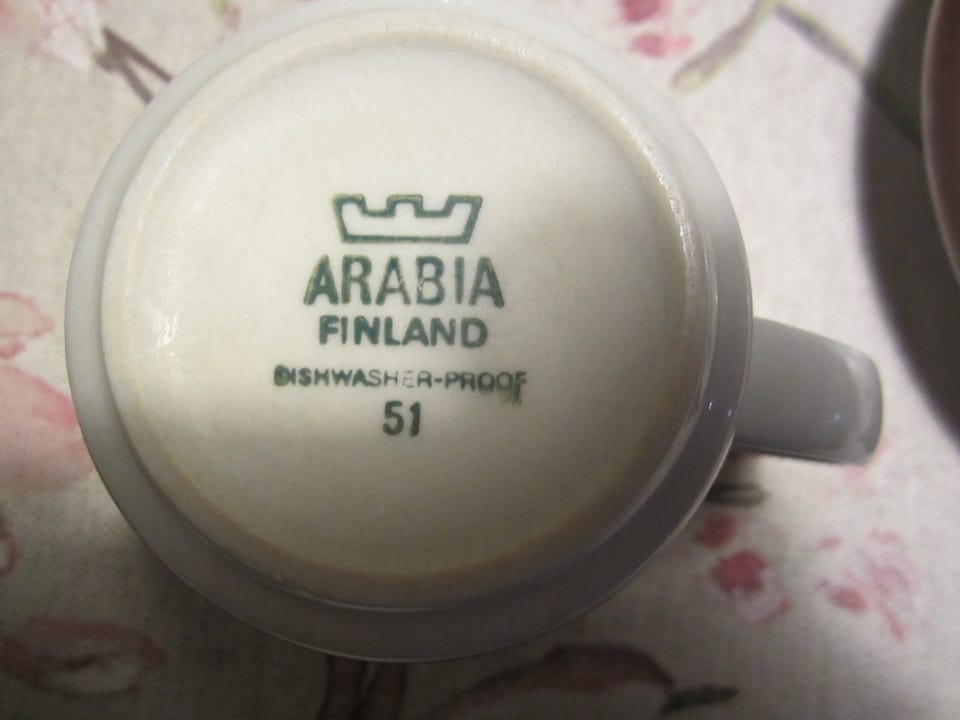 ARABIA
FINLAND
DISHWASHER-PROOF
51